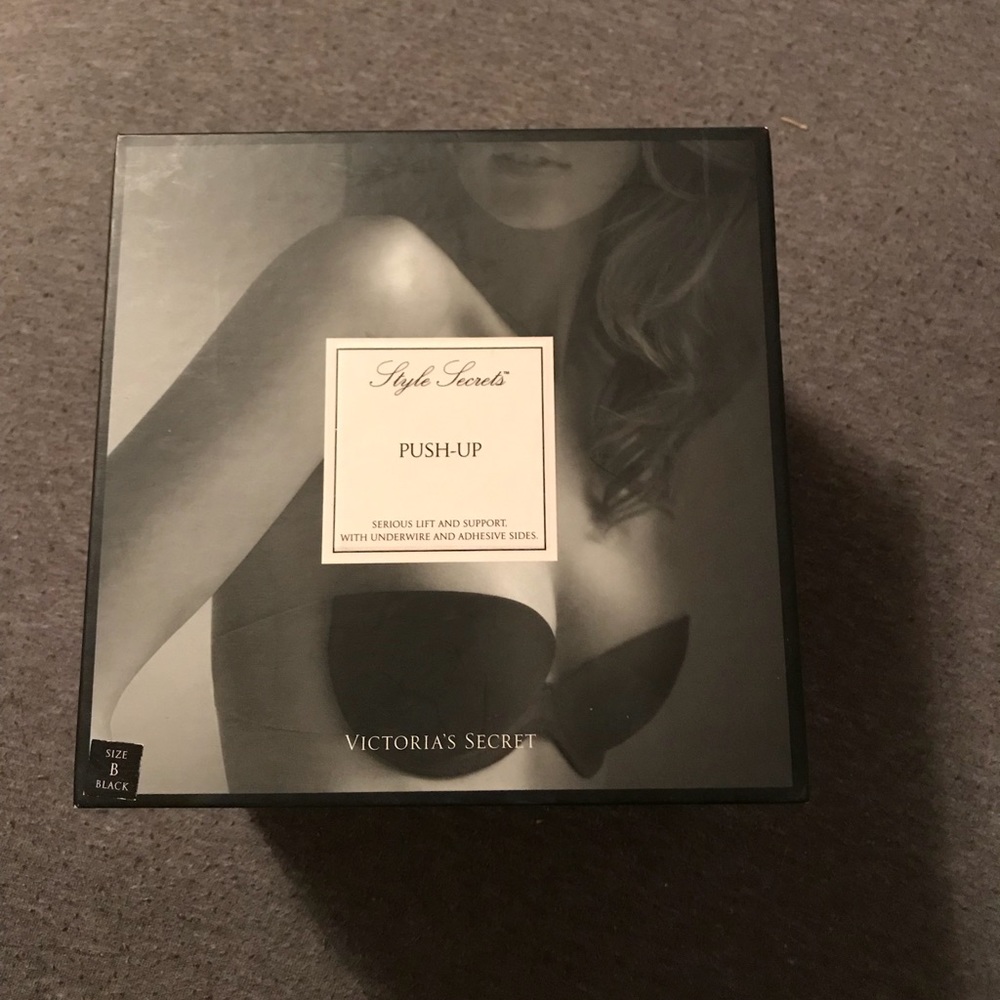 Style Secrets™
PUSH-UP
SERIOUS LIFT AND SUPPORT.
WITH UNDERWIRE AND ADHESIVE SIDES.
VICTORIA'S SECRET
SIZE
B
BLACK